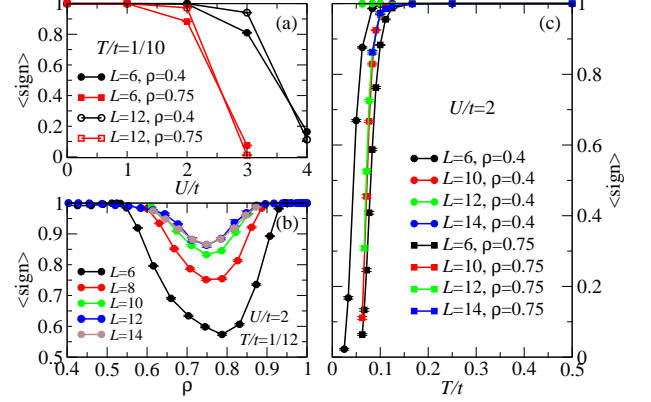 (a)
<sign>
1
0.8
0.6
0.4
0.2
0
T/t=1/10
L=6, ρ=0.4
L=6, ρ=0.75
L=12, ρ=0.4
L=12, ρ=0.75
0 1 2 3 4
U/t
(b)
<sign>
1
0.9
0.8
0.7
0.6
0.5
L=6
L=8
L=10
L=12
L=14
U/t=2
T/t=1/12
0.4 0.5 0.6 0.7 0.8 0.9 1
ρ
(c)
U/t=2
L=6, ρ=0.4
L=10, ρ=0.4
L=12, ρ=0.4
L=14, ρ=0.4
L=6, ρ=0.75
L=10, ρ=0.75
L=12, ρ=0.75
L=14, ρ=0.75
1
0.8
0.6
0.4
0.2
0
<sign>
0 0.1 0.2 0.3 0.4 0.5
T/t